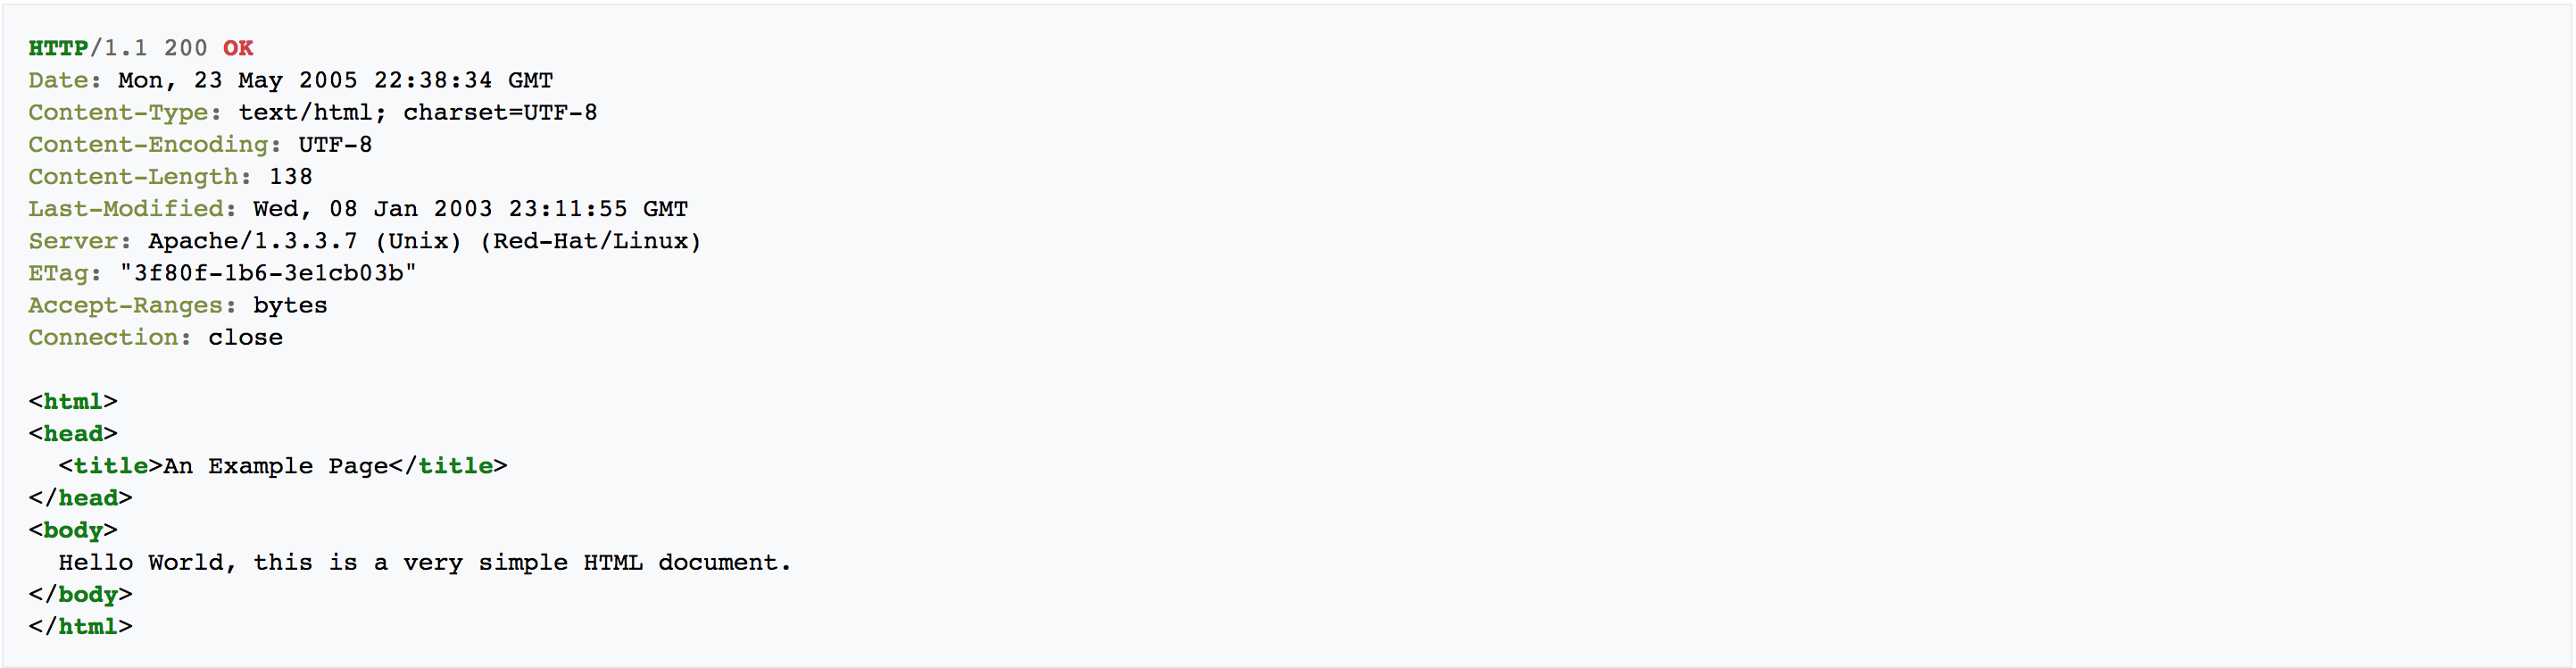 HTTP/1.1 200 OK
Date: Mon, 23 May 2005 22:38:34 GMT
Content-Type: text/html; charset=UTF-8
Content-Encoding: UTF-8
Content-Length: 138
Last-Modified: Wed, 08 Jan 2003 23:11:55 GMT
Server: Apache/1.3.3.7 (Unix) (Red-Hat/Linux)
ETag: "3f80f-1b6-3e1cb03b"
Accept-Ranges: bytes
Connection: close

<html>
<head>
  <title>An Example Page</title>
</head>
<body>
  Hello World, this is a very simple HTML document.
</body>
</html>